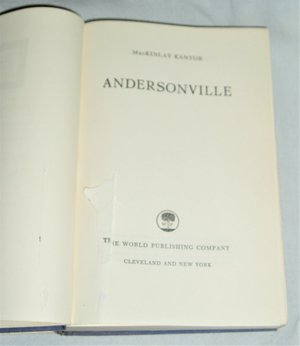 MacKINLAY KANTOR
ANDERSONVILLE
THE WORLD PUBLISHING COMPANY
CLEVELAND AND NEW YORK